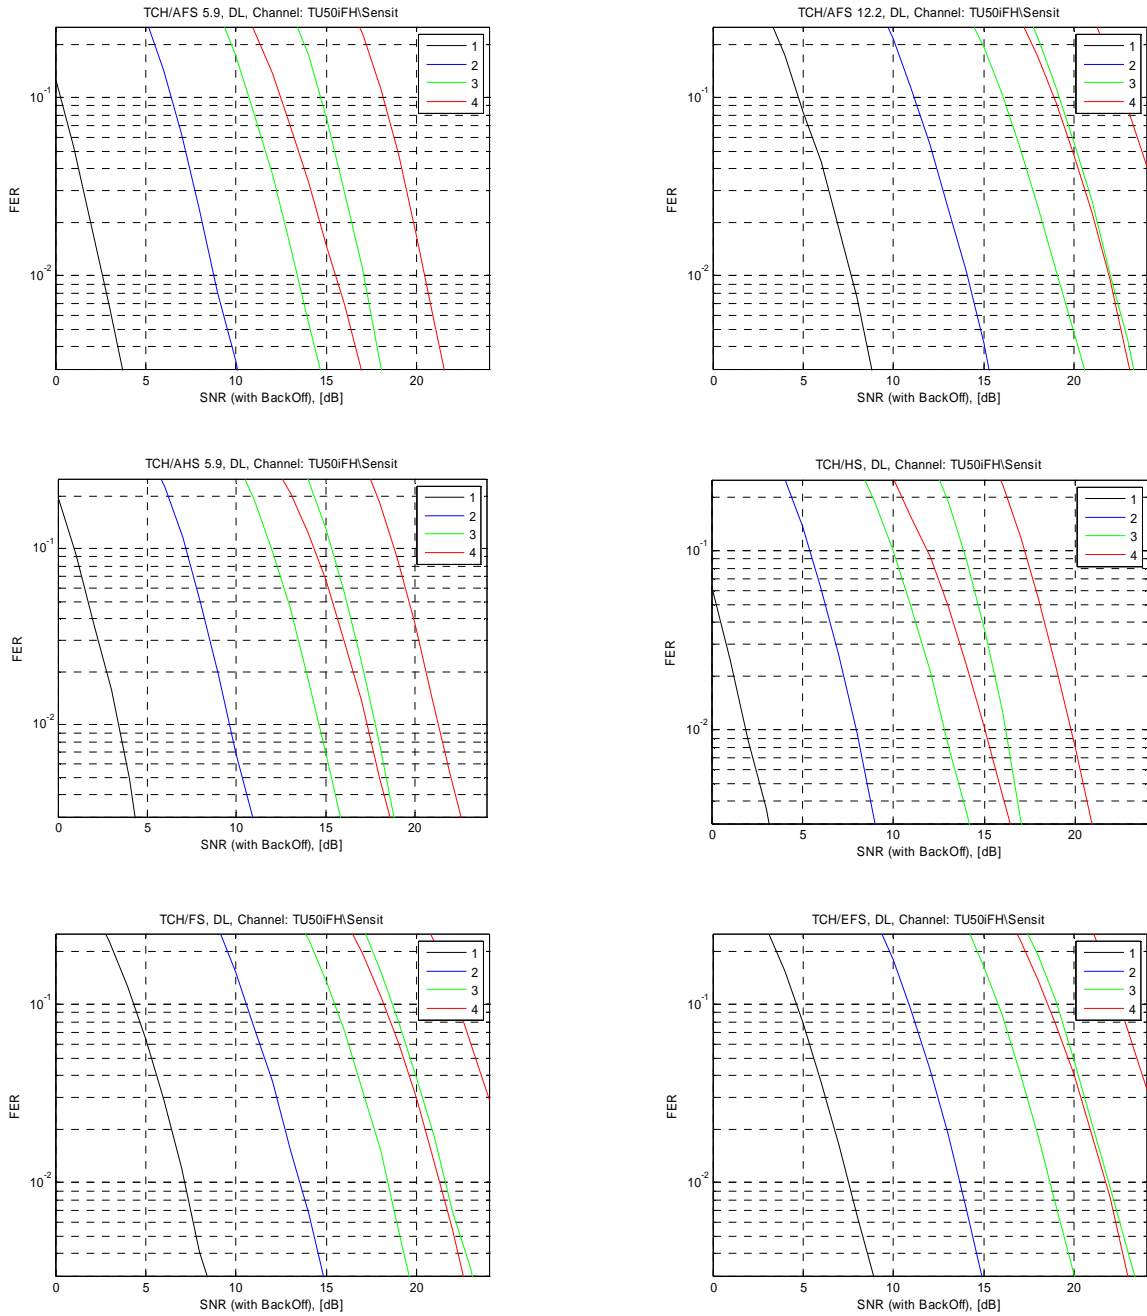 TCH/AFS 5.9, DL, Channel: TU50iFH\Sensit
1
2
3
4
10^-1
10^-2
FER
0 5 10 15 20
SNR (with BackOff), [dB]
TCH/AFS 12.2, DL, Channel: TU50iFH\Sensit
1
2
3
4
10^-1
10^-2
FER
0 5 10 15 20
SNR (with BackOff), [dB]
TCH/AHS 5.9, DL, Channel: TU50iFH\Sensit
1
2
3
4
10^-1
10^-2
FER
0 5 10 15 20
SNR (with BackOff), [dB]
TCH/HS, DL, Channel: TU50iFH\Sensit
1
2
3
4
10^-1
10^-2
FER
0 5 10 15 20
SNR (with BackOff), [dB]
TCH/FS, DL, Channel: TU50iFH\Sensit
1
2
3
4
10^-1
10^-2
FER
0 5 10 15 20
SNR (with BackOff), [dB]
TCH/EFS, DL, Channel: TU50iFH\Sensit
1
2
3
4
10^-1
10^-2
FER
0 5 10 15 20
SNR (with BackOff), [dB]